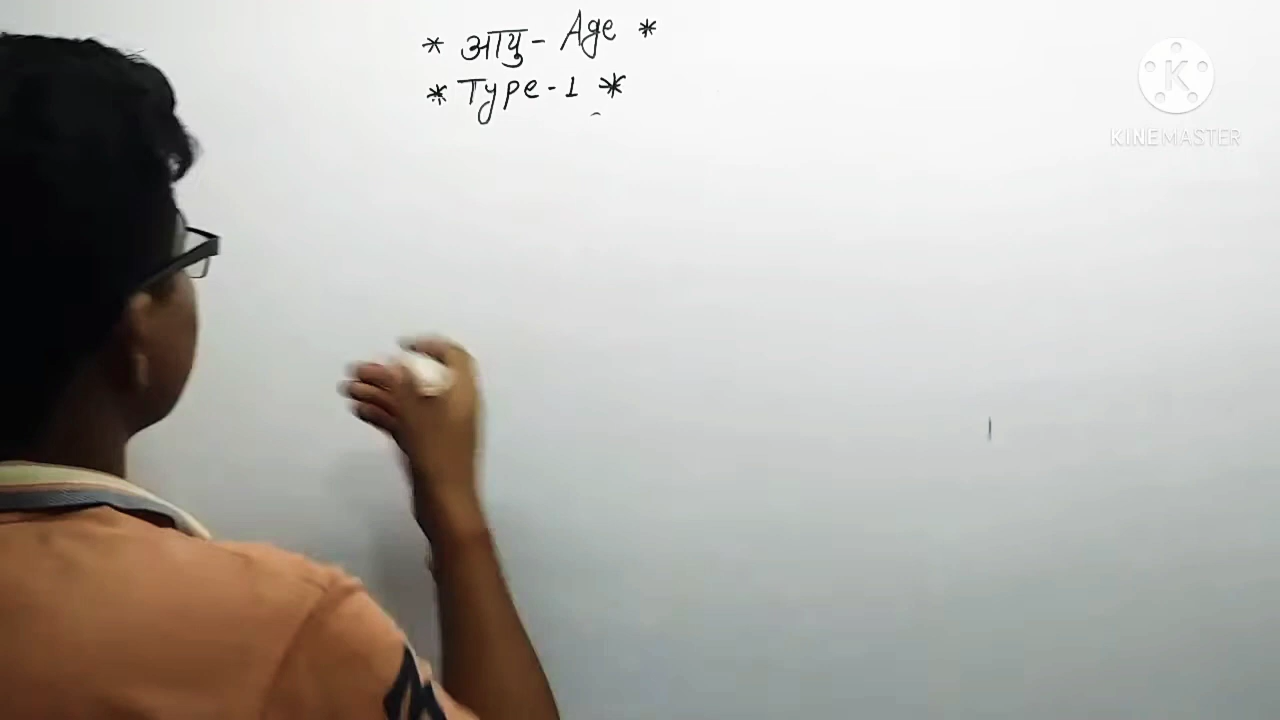 * आयु - Age *
* Type - 1 *
K
KINEMASTER